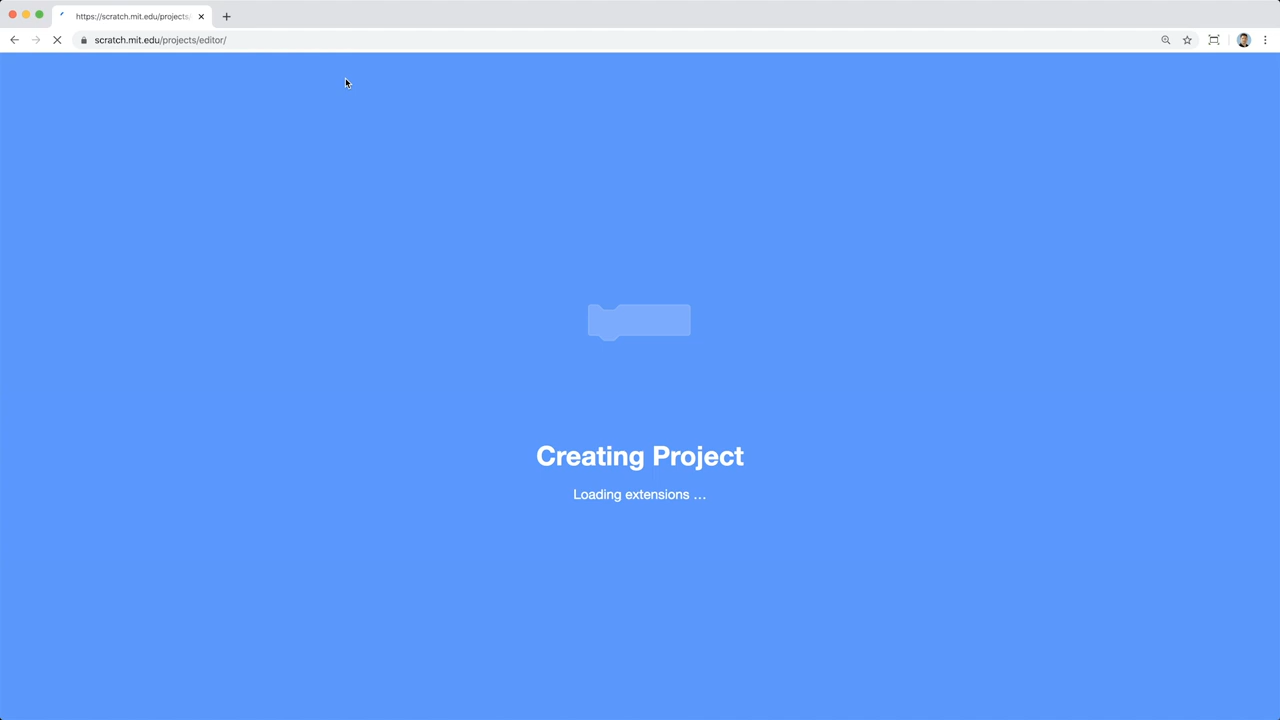 https://scratch.mit.edu/projects/
scratch.mit.edu/projects/editor/
Creating Project
Loading extensions …